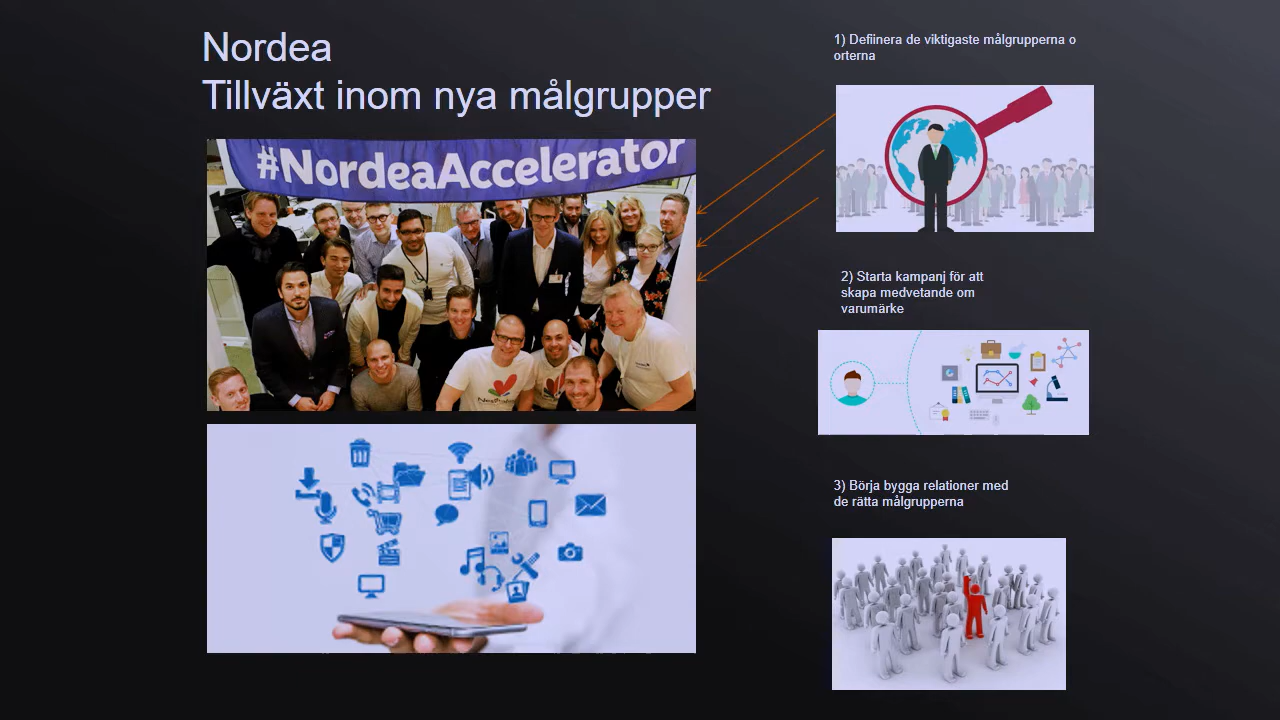 Nordea
Tillväxt inom nya målgrupper
#NordeaAccelerator
1) Defiinera de viktigaste målgrupperna o
orterna
2) Starta kampanj för att
skapa medvetande om
varumärke
3) Börja bygga relationer med
de rätta målgrupperna